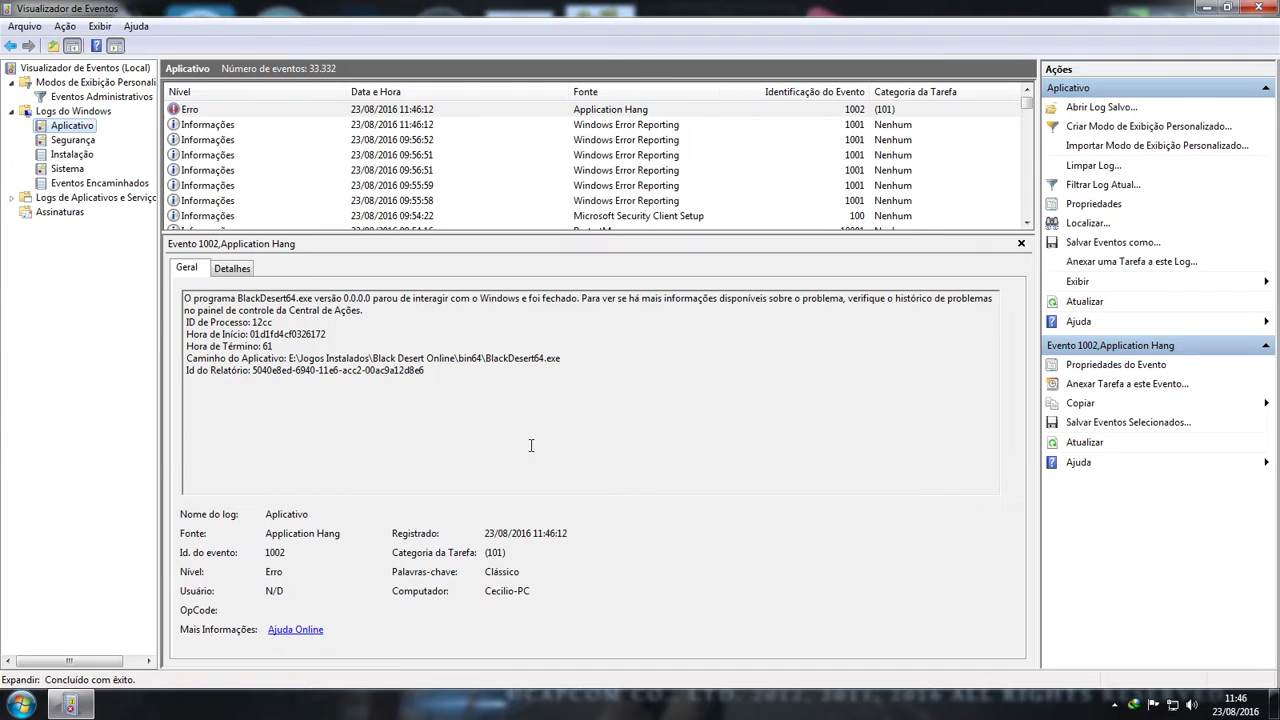 Visualizador de Eventos
Arquivo Ação Exibir Ajuda
Visualizador de Eventos (Local)
Modos de Exibição Personali
Eventos Administrativos
Logs do Windows
Aplicativo
Segurança
Instalação
Sistema
Eventos Encaminhados
Logs de Aplicativos e Serviço
Assinaturas
Aplicativo Número de eventos: 33.332
Nível Data e Hora Fonte Identificação do Evento Categoria da Tarefa
Erro 23/08/2016 11:46:12 Application Hang 1002 (101)
Informações 23/08/2016 11:46:12 Windows Error Reporting 1001 Nenhum
Informações 23/08/2016 09:56:52 Windows Error Reporting 1001 Nenhum
Informações 23/08/2016 09:56:51 Windows Error Reporting 1001 Nenhum
Informações 23/08/2016 09:56:51 Windows Error Reporting 1001 Nenhum
Informações 23/08/2016 09:55:59 Windows Error Reporting 1001 Nenhum
Informações 23/08/2016 09:55:58 Windows Error Reporting 1001 Nenhum
Informações 23/08/2016 09:54:22 Microsoft Security Client Setup 100 Nenhum
Evento 1002,Application Hang
Geral Detalhes
O programa BlackDesert64.exe versão 0.0.0.0 parou de interagir com o Windows e foi fechado. Para ver se há mais informações disponíveis sobre o problema, verifique o histórico de problemas
no painel de controle da Central de Ações.
ID de Processo: 12cc
Hora de Início: 01d1fd4cf0326172
Hora de Término: 61
Caminho do Aplicativo: E:\Jogos Instalados\Black Desert Online\bin64\BlackDesert64.exe
Id do Relatório: 5040e8ed-6940-11e6-acc2-00ac9a12d8e6
Nome do log: Aplicativo
Fonte: Application Hang Registrado: 23/08/2016 11:46:12
Id. do evento: 1002 Categoria da Tarefa: (101)
Nível: Erro Palavras-chave: Clássico
Usuário: N/D Computador: Cecilio-PC
OpCode:
Mais Informações: Ajuda Online
Ações
Aplicativo
Abrir Log Salvo...
Criar Modo de Exibição Personalizado...
Importar Modo de Exibição Personalizado...
Limpar Log...
Filtrar Log Atual...
Propriedades
Localizar...
Salvar Eventos como...
Anexar uma Tarefa a este Log...
Exibir
Atualizar
Ajuda
Evento 1002,Application Hang
Propriedades do Evento
Anexar Tarefa a este Evento...
Copiar
Salvar Eventos Selecionados...
Atualizar
Ajuda
Expandir: Concluído com êxito.
11:46
23/08/2016